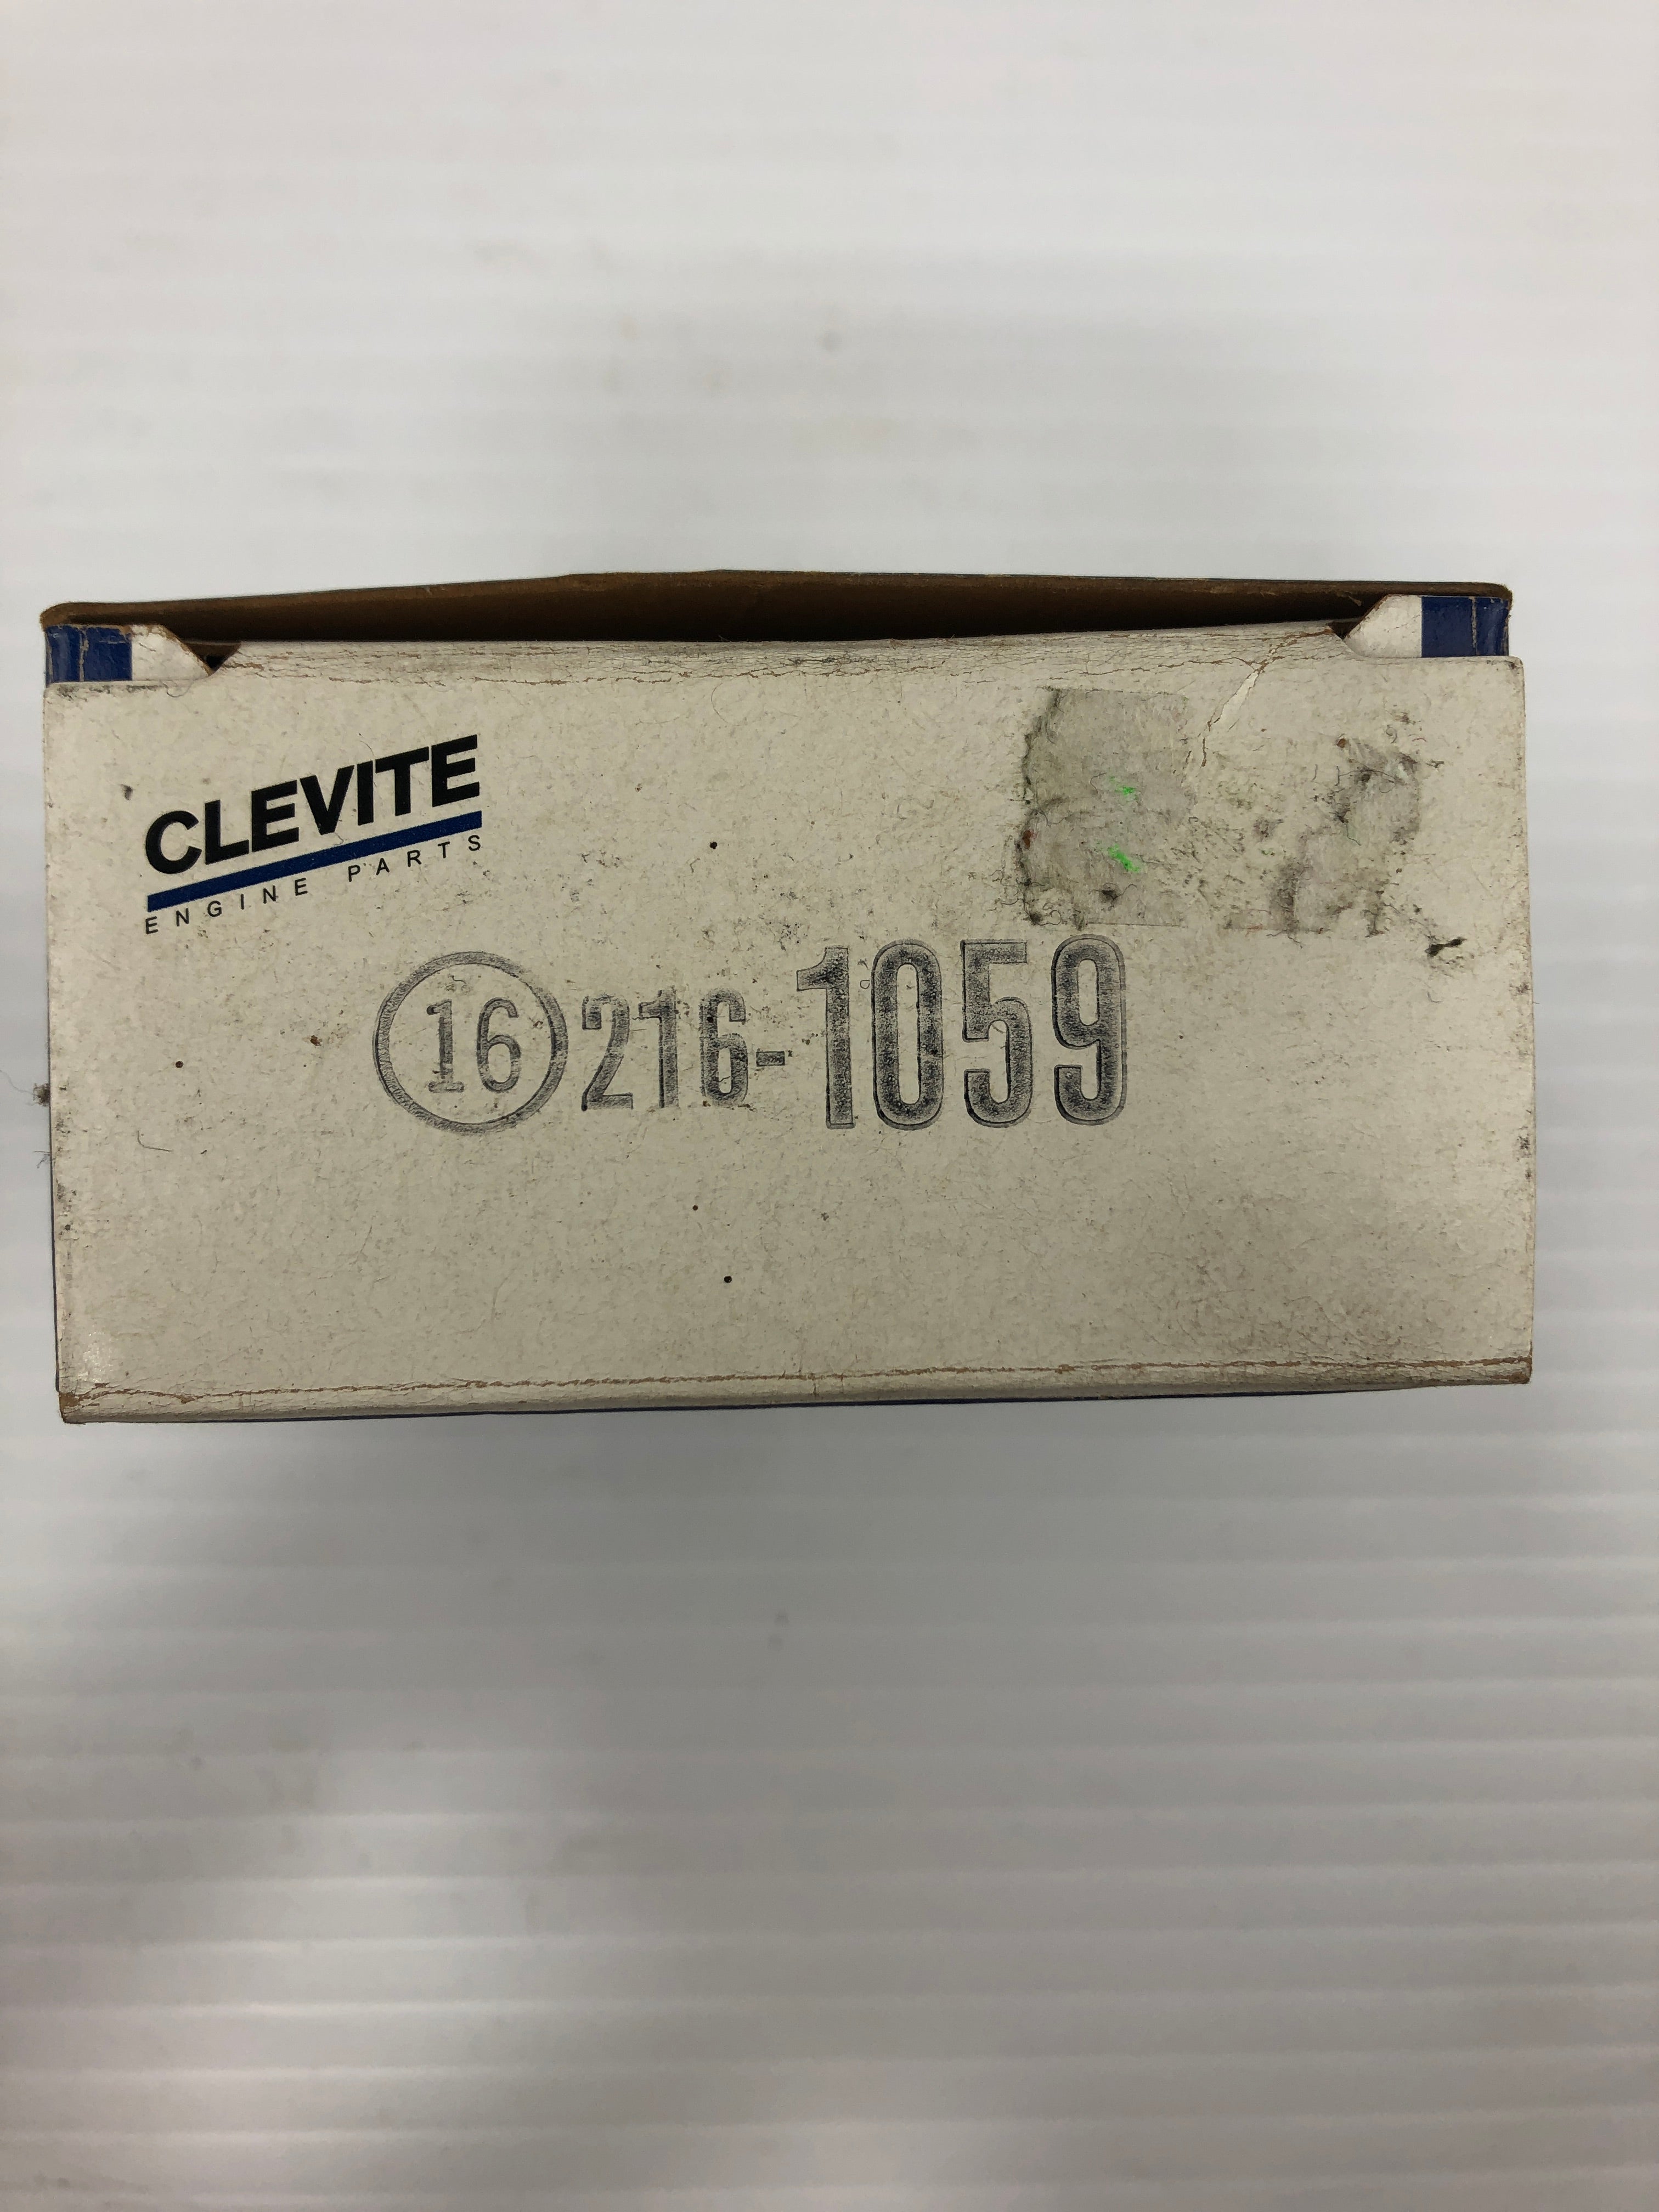 CLEVITE
ENGINE PARTS
16 216-1059